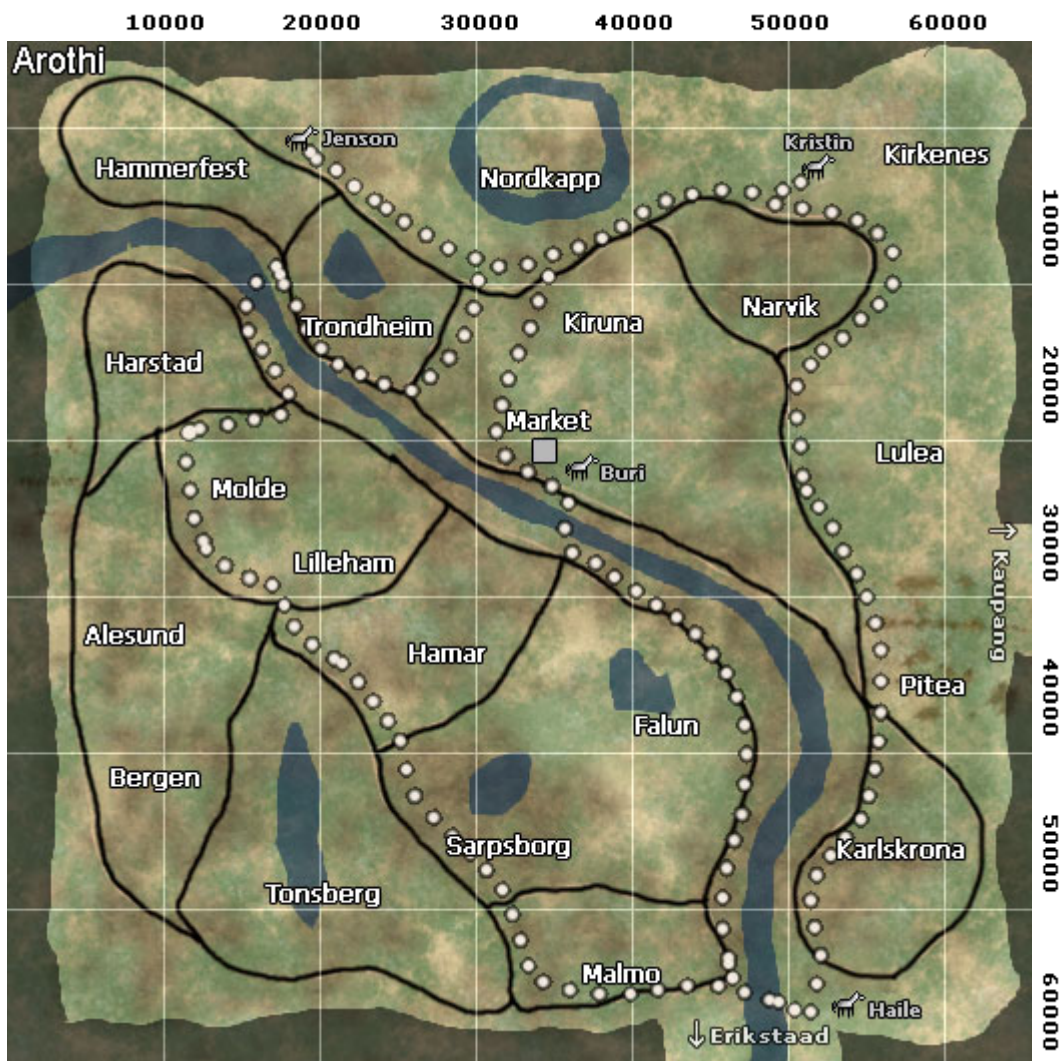 10000 20000 30000 40000 50000 60000
Arothi
Jenson
Kristin
Kirkenes
Hammerfest
Nordkapp
10000
Trondheim
Kiruna
Narvik
Harstad
20000
Market
Buri
Lulea
Molde
30000
Lilleham
Kaupang
Alesund
Hamar
Pitea
40000
Falun
Bergen
Sarpsborg
Karlskrona
50000
Tonsberg
Malmo
Haile
600000
Erikstaad